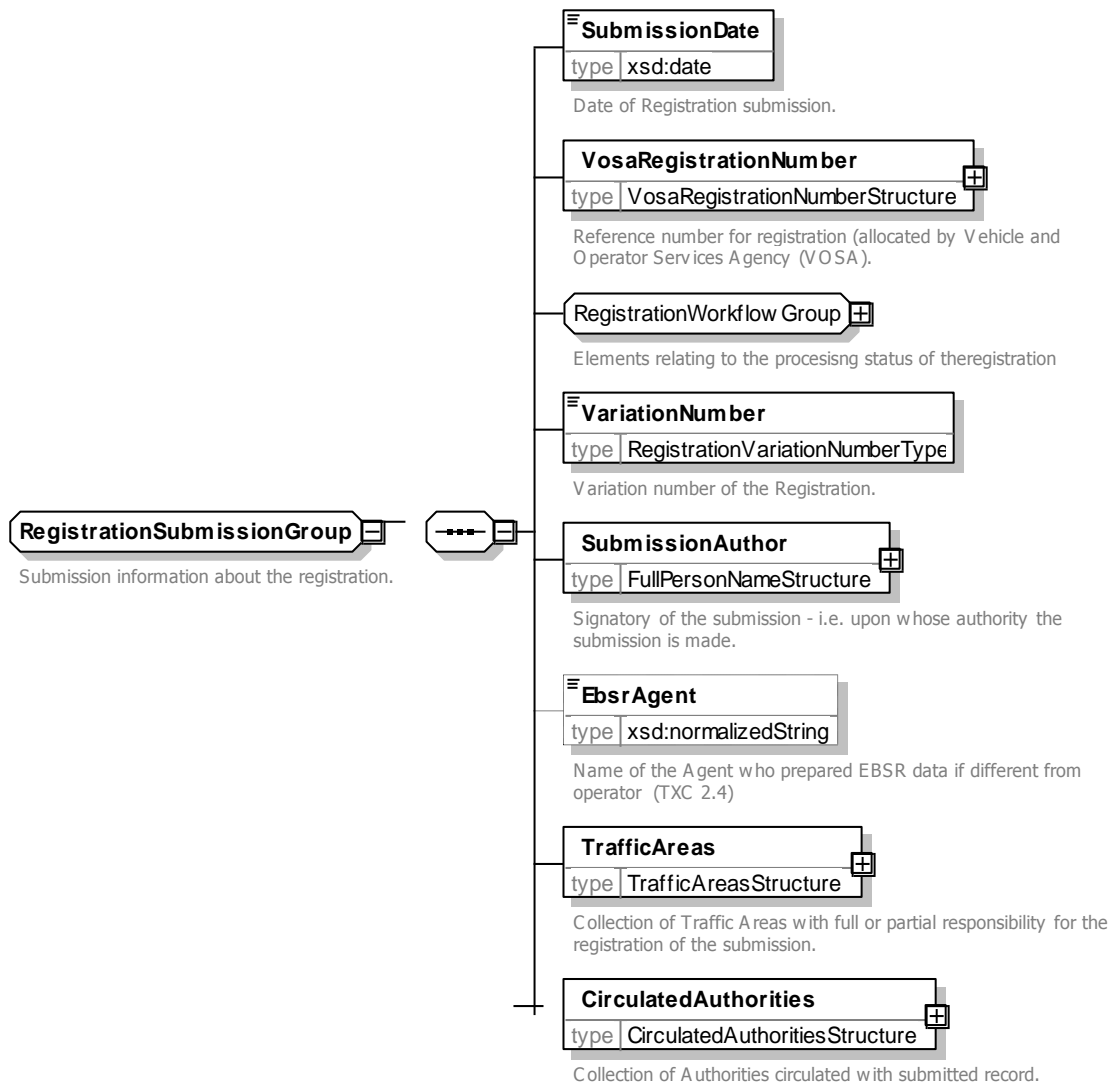 SubmissionDate
type xsd:date
Date of Registration submission.
VosaRegistrationNumber
type VosaRegistrationNumberStructure
Reference number for registration (allocated by Vehicle and
Operator Services Agency (VOSA).
RegistrationWorkflow Group
Elements relating to the procesisng status of theregistration
VariationNumber
type RegistrationVariationNumberType
Variation number of the Registration.
RegistrationSubmissionGroup
Submission information about the registration.
SubmissionAuthor
type FullPersonNameStructure
Signatory of the submission - i.e. upon whose authority the
submission is made.
EbsrAgent
type xsd:normalizedString
Name of the Agent who prepared EBSR data if different from
operator (TXC 2.4)
TrafficAreas
type TrafficAreasStructure
Collection of Traffic Areas with full or partial responsibility for the
registration of the submission.
CirculatedAuthorities
type CirculatedAuthoritiesStructure
Collection of Authorities circulated with submitted record.